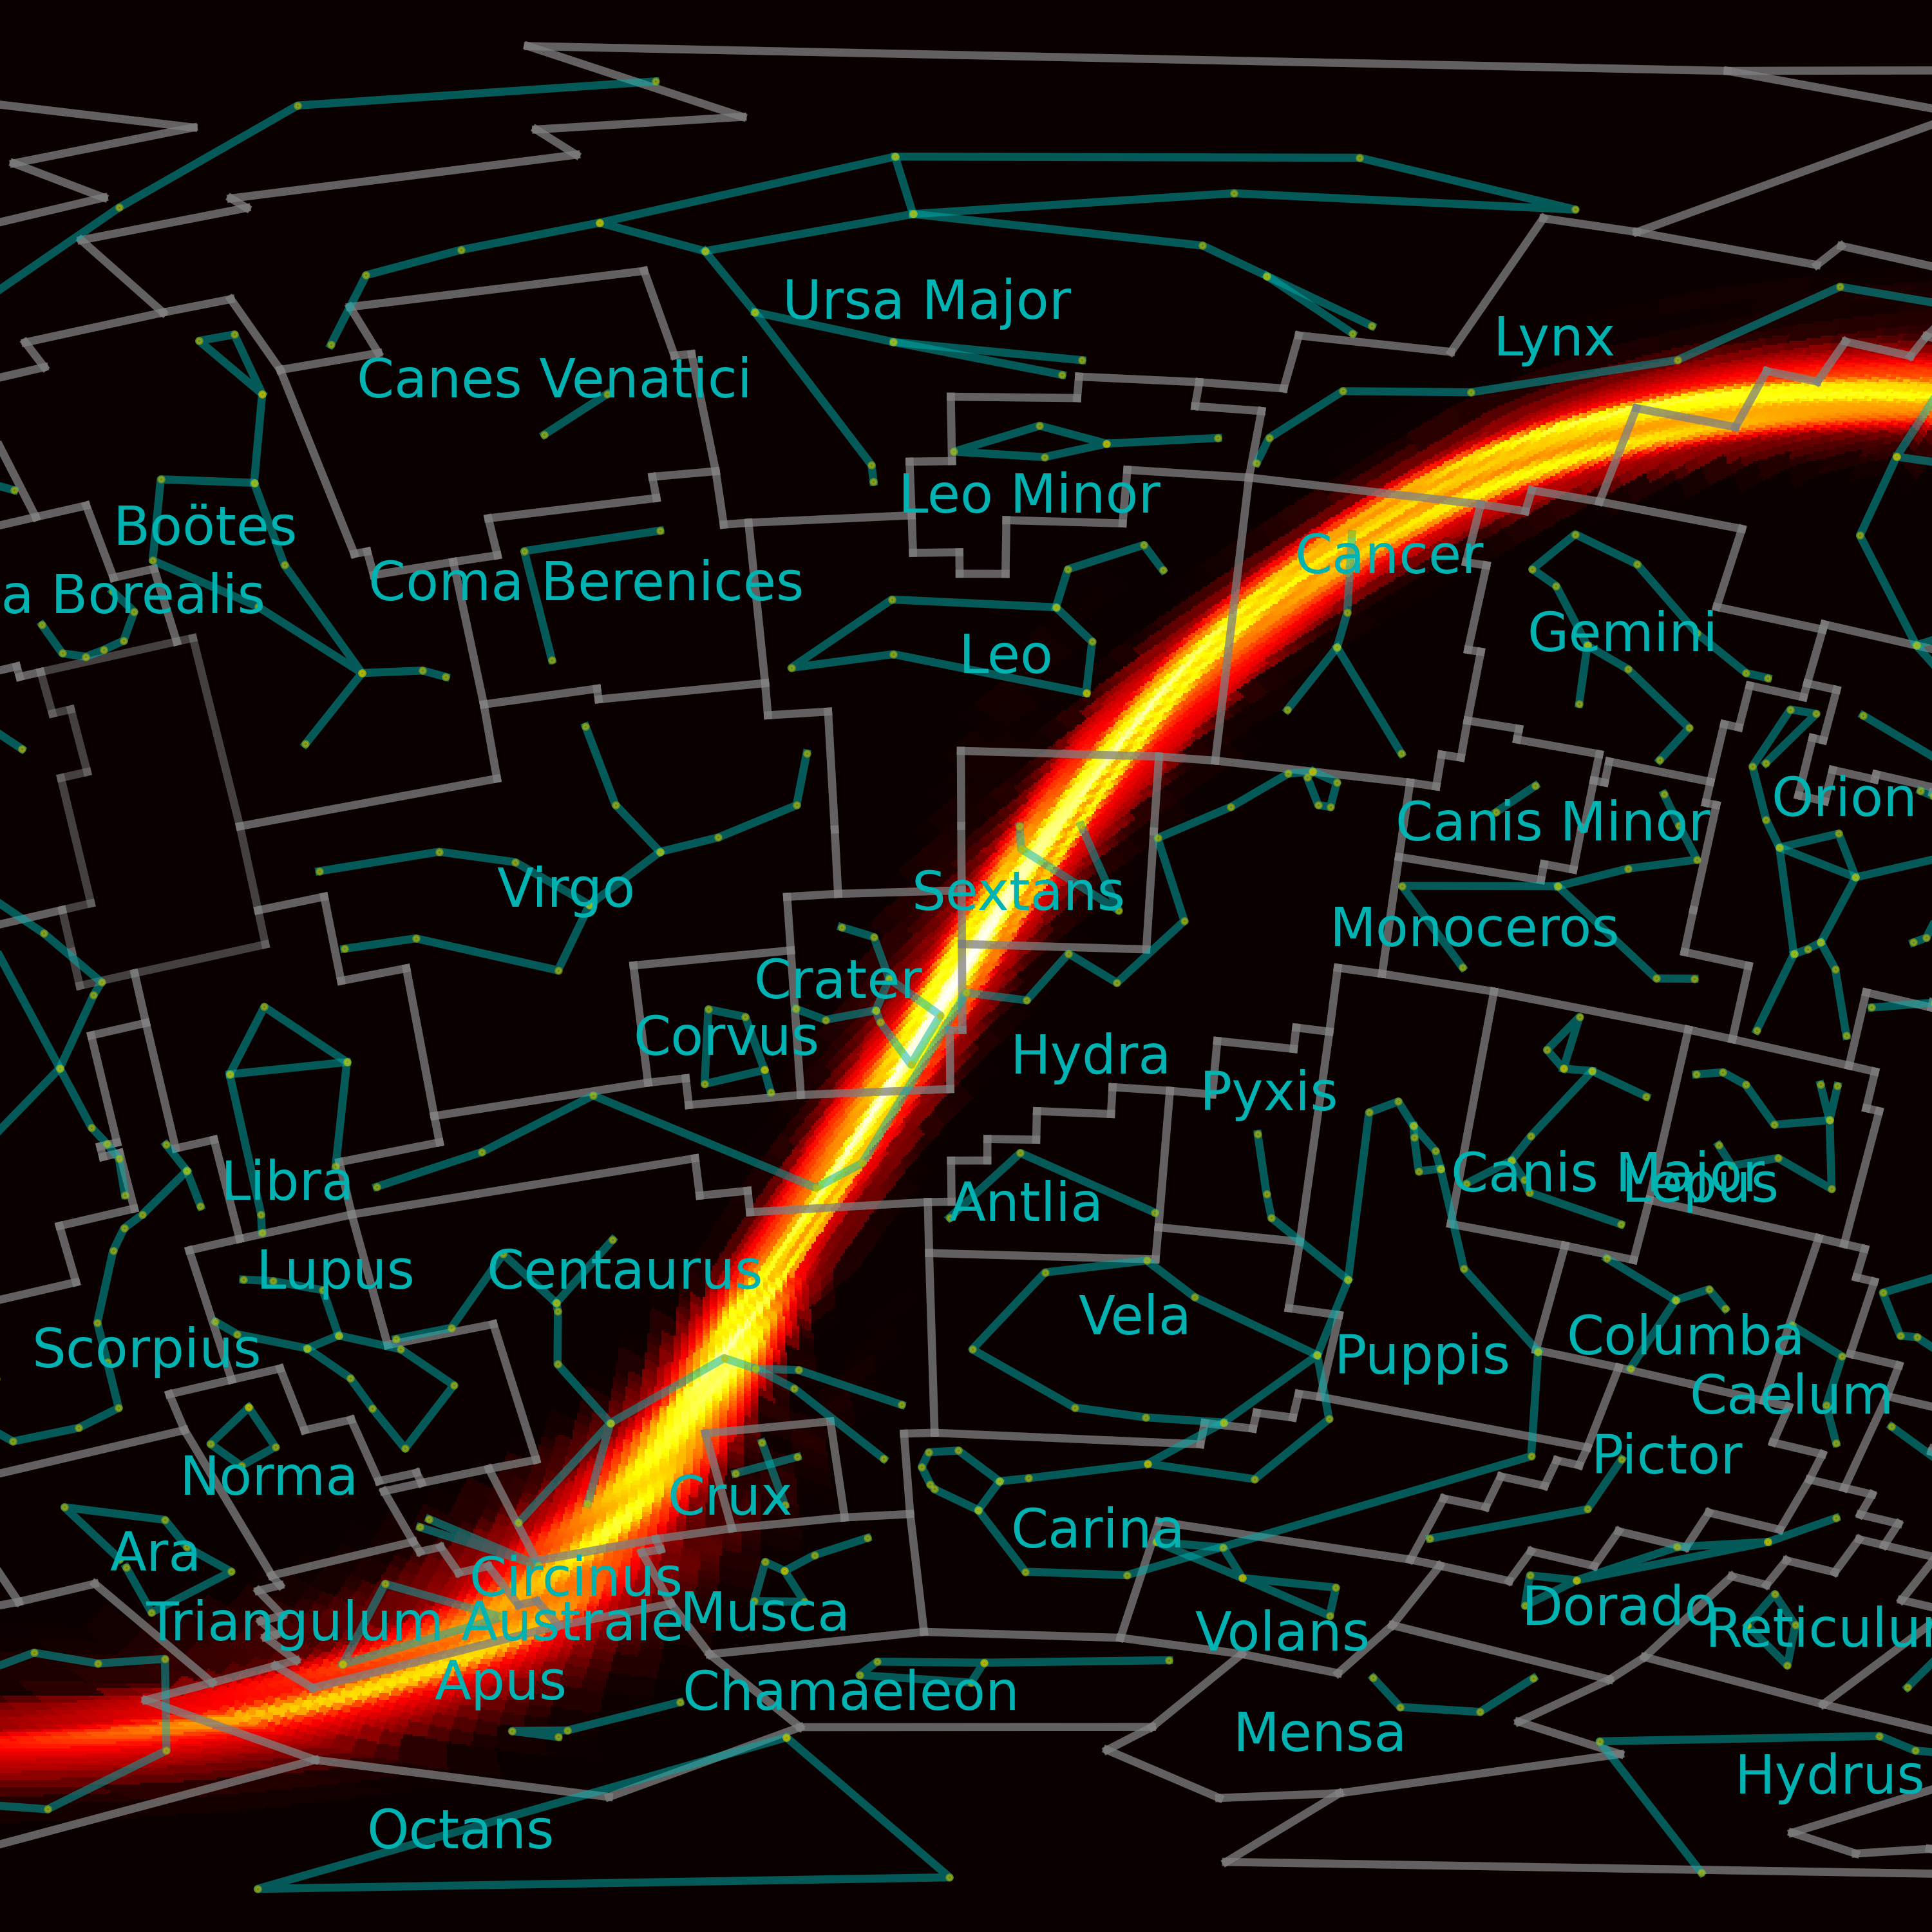 Ursa Major
Lynx
Canes Venatici
Leo Minor
Boötes
Cancer
Coma Berenices
a Borealis
Gemini
Leo
Orion
Canis Minor
Virgo
Sextans
Monoceros
Crater
Corvus
Hydra
Pyxis
Canis Major
Libra
Lepus
Antlia
Lupus
Centaurus
Vela
Columba
Scorpius
Puppis
Caelum
Pictor
Norma
Crux
Carina
Ara
Circinus
Dorado
Musca
Triangulum Australe
Reticulu
Volans
Apus
Chamaeleon
Mensa
Hydrus
Octans